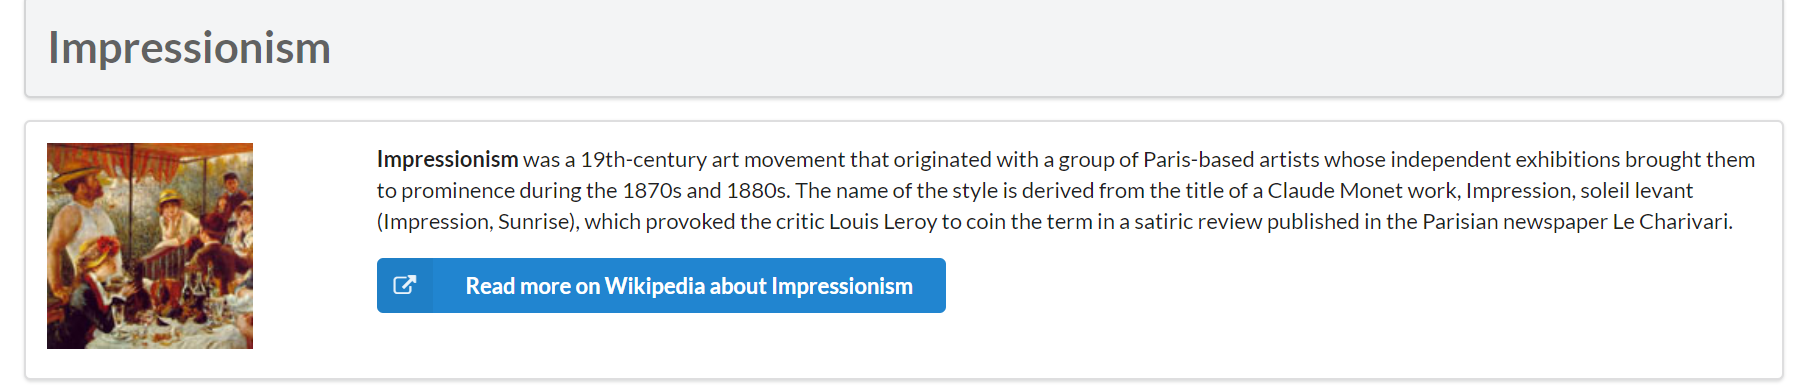 Impressionism
Impressionism was a 19th-century art movement that originated with a group of Paris-based artists whose independent exhibitions brought them
to prominence during the 1870s and 1880s. The name of the style is derived from the title of a Claude Monet work, Impression, soleil levant
(Impression, Sunrise), which provoked the critic Louis Leroy to coin the term in a satiric review published in the Parisian newspaper Le Charivari.
Read more on Wikipedia about Impressionism